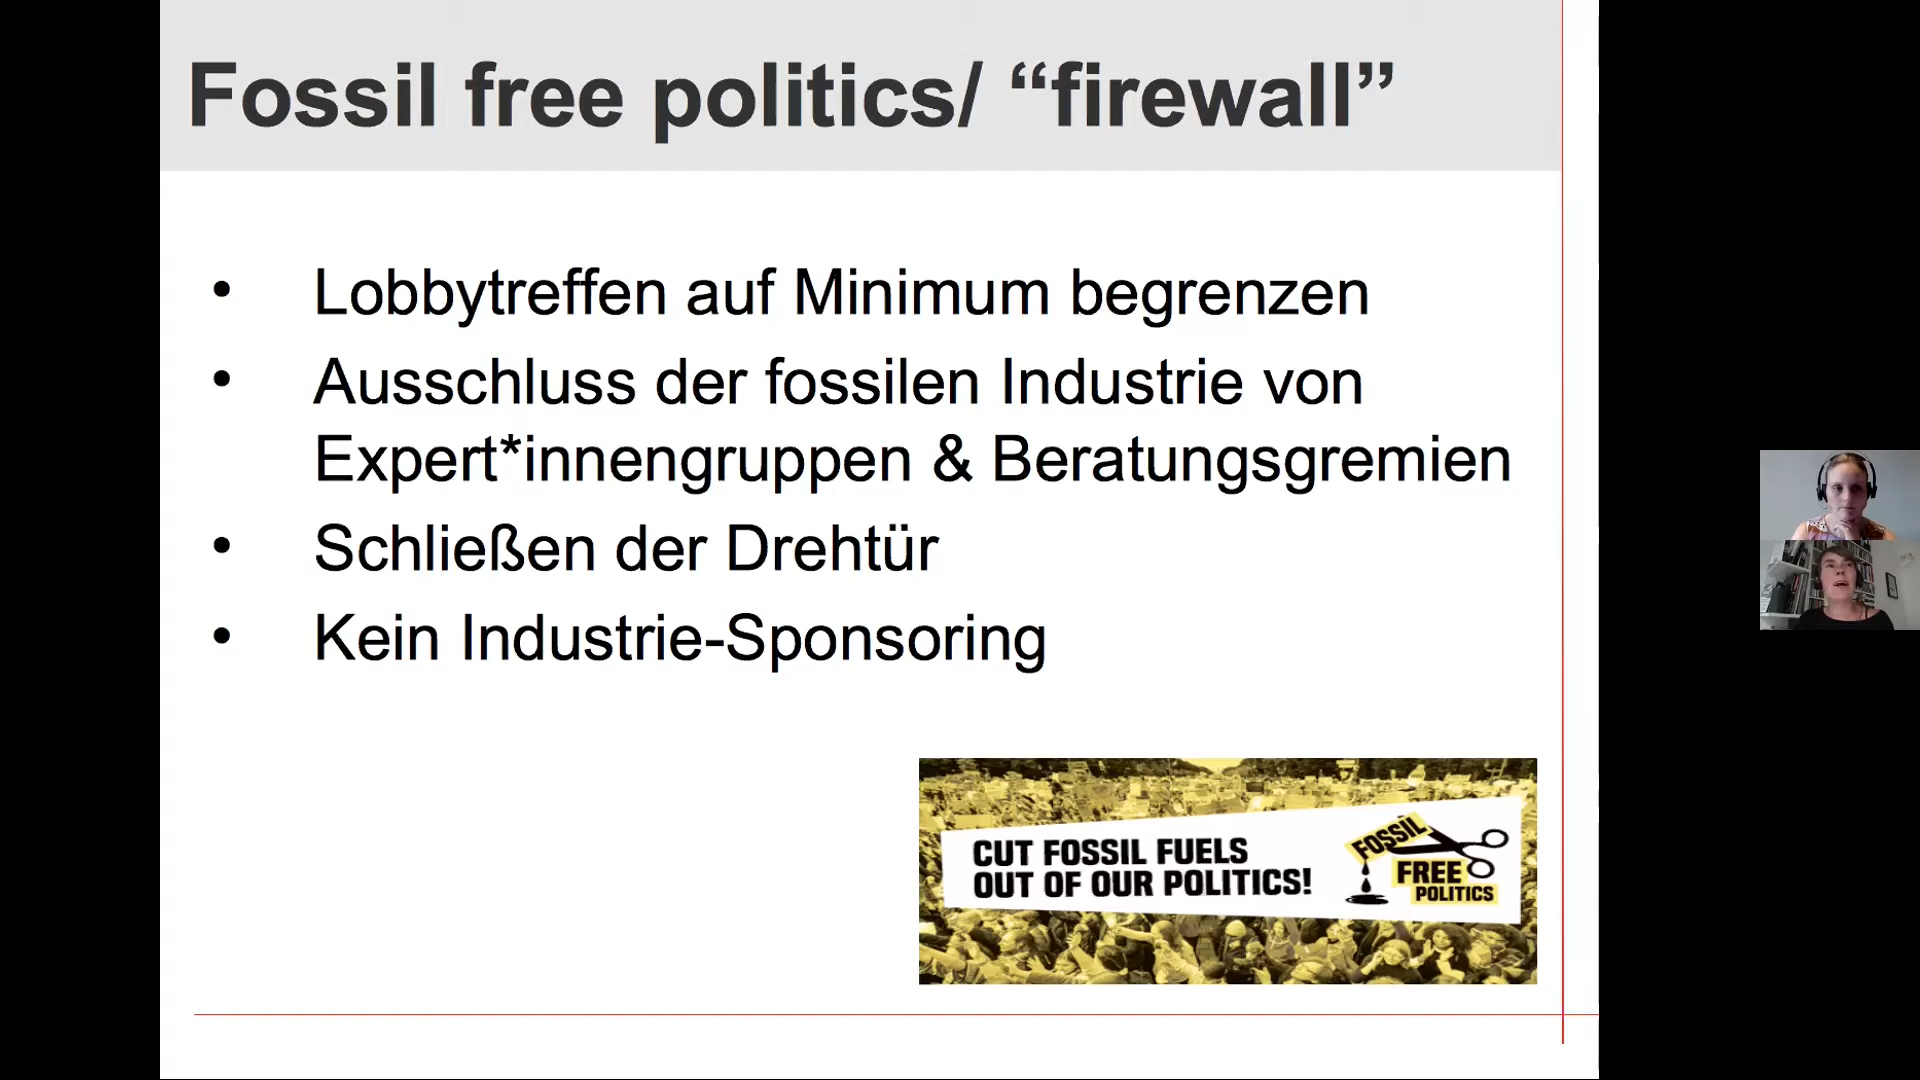 Fossil free politics/ “firewall”
• Lobbytreffen auf Minimum begrenzen
• Ausschluss der fossilen Industrie von
Expert*innengruppen & Beratungsgremien
• Schließen der Drehtür
• Kein Industrie-Sponsoring
CUT FOSSIL FUELS
OUT OF OUR POLITICS!
FOSSIL
FREE
POLITICS